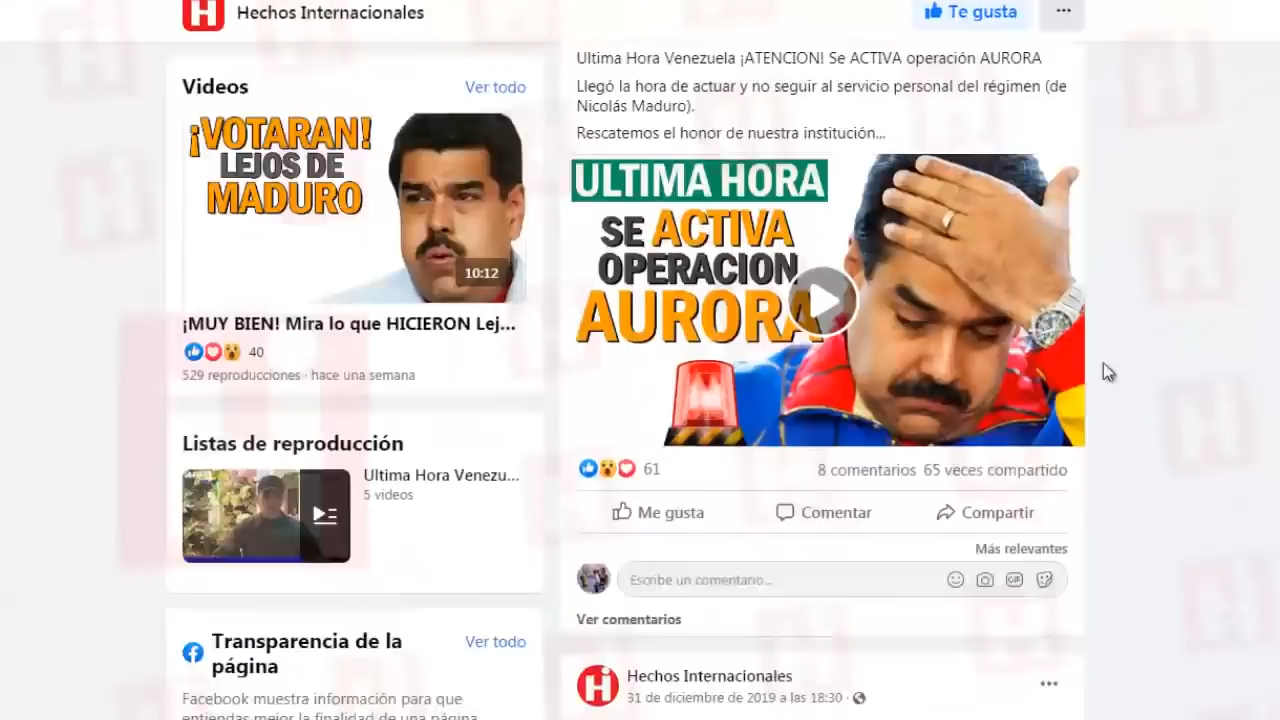 Hechos Internacionales
Te gusta
Videos
Ver todo
¡VOTARAN!
LEJOS DE
MADURO
10:12
¡MUY BIEN! Mira lo que HICIERON Lej...
40
529 reproducciones · hace una semana
Listas de reproducción
Ultima Hora Venezu...
5 videos
Transparencia de la
página
Ver todo
Facebook muestra información para que
entiendas mejor la finalidad de una página.
Ultima Hora Venezuela ¡ATENCION! Se ACTIVA operación AURORA
Llegó la hora de actuar y no seguir al servicio personal del régimen (de
Nicolás Maduro).
Rescatemos el honor de nuestra institución...
ULTIMA HORA
SE ACTIVA
OPERACION
AURORA
61
8 comentarios 65 veces compartido
Me gusta
Comentar
Compartir
Más relevantes
Escribe un comentario...
GIF
Ver comentarios
Hechos Internacionales
31 de diciembre de 2019 a las 18:30 ·